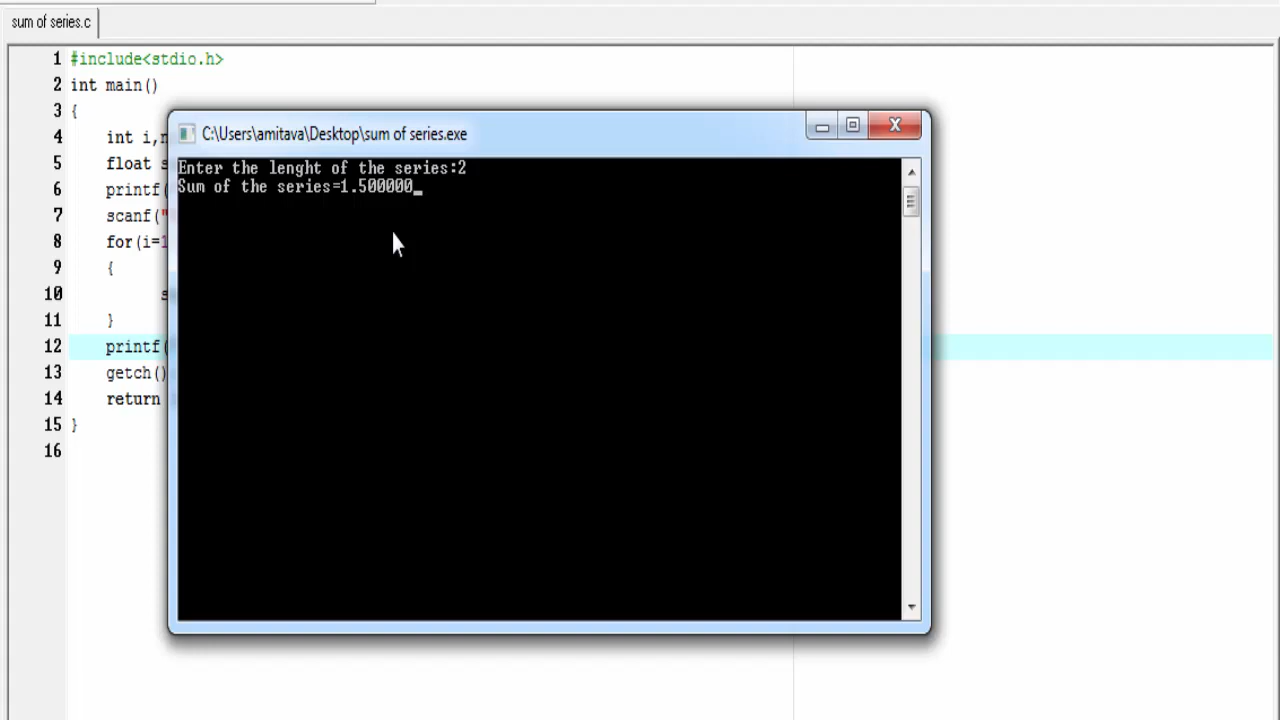 sum of series.c
1 #include<stdio.h>
2 int main()
3 {
4 int i,n
5 float s
6 printf(
7 scanf("
8 for(i=1
9 {
10 s
11 }
12 printf(
13 getch()
14 return
15 }
16
C:\Users\amitava\Desktop\sum of series.exe
Enter the lenght of the series:2
Sum of the series=1.500000_